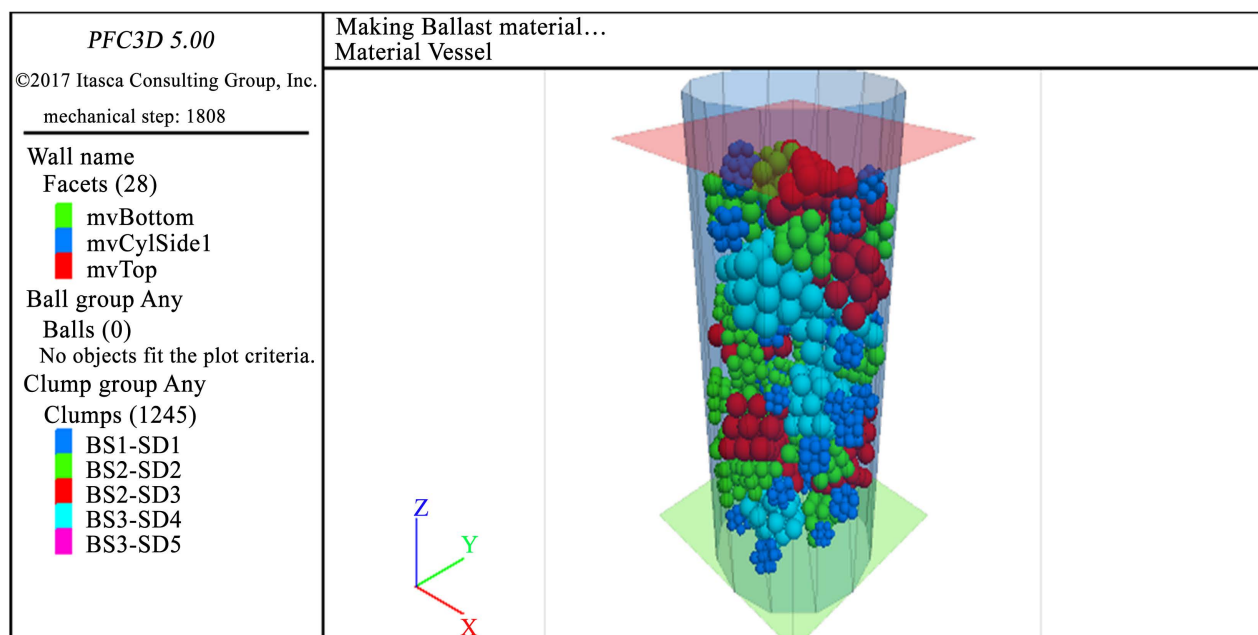 PFC3D 5.00
©2017 Itasca Consulting Group, Inc.
mechanical step: 1808
Wall name
Facets (28)
mvBottom
mvCylSide1
mvTop
Ball group Any
Balls (0)
No objects fit the plot criteria.
Clump group Any
Clumps (1245)
BS1-SD1
BS2-SD2
BS2-SD3
BS3-SD4
BS3-SD5
Making Ballast material…
Material Vessel
Z
Y
X